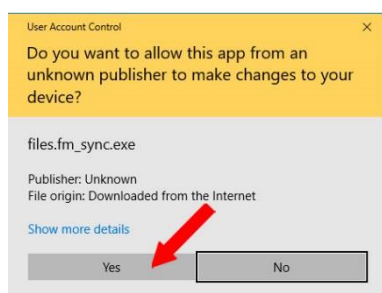 User Account Control
Do you want to allow this app from an
unknown publisher to make changes to your
device?
files.fm_sync.exe
Publisher: Unknown
File origin: Downloaded from the Internet
Show more details
Yes
No